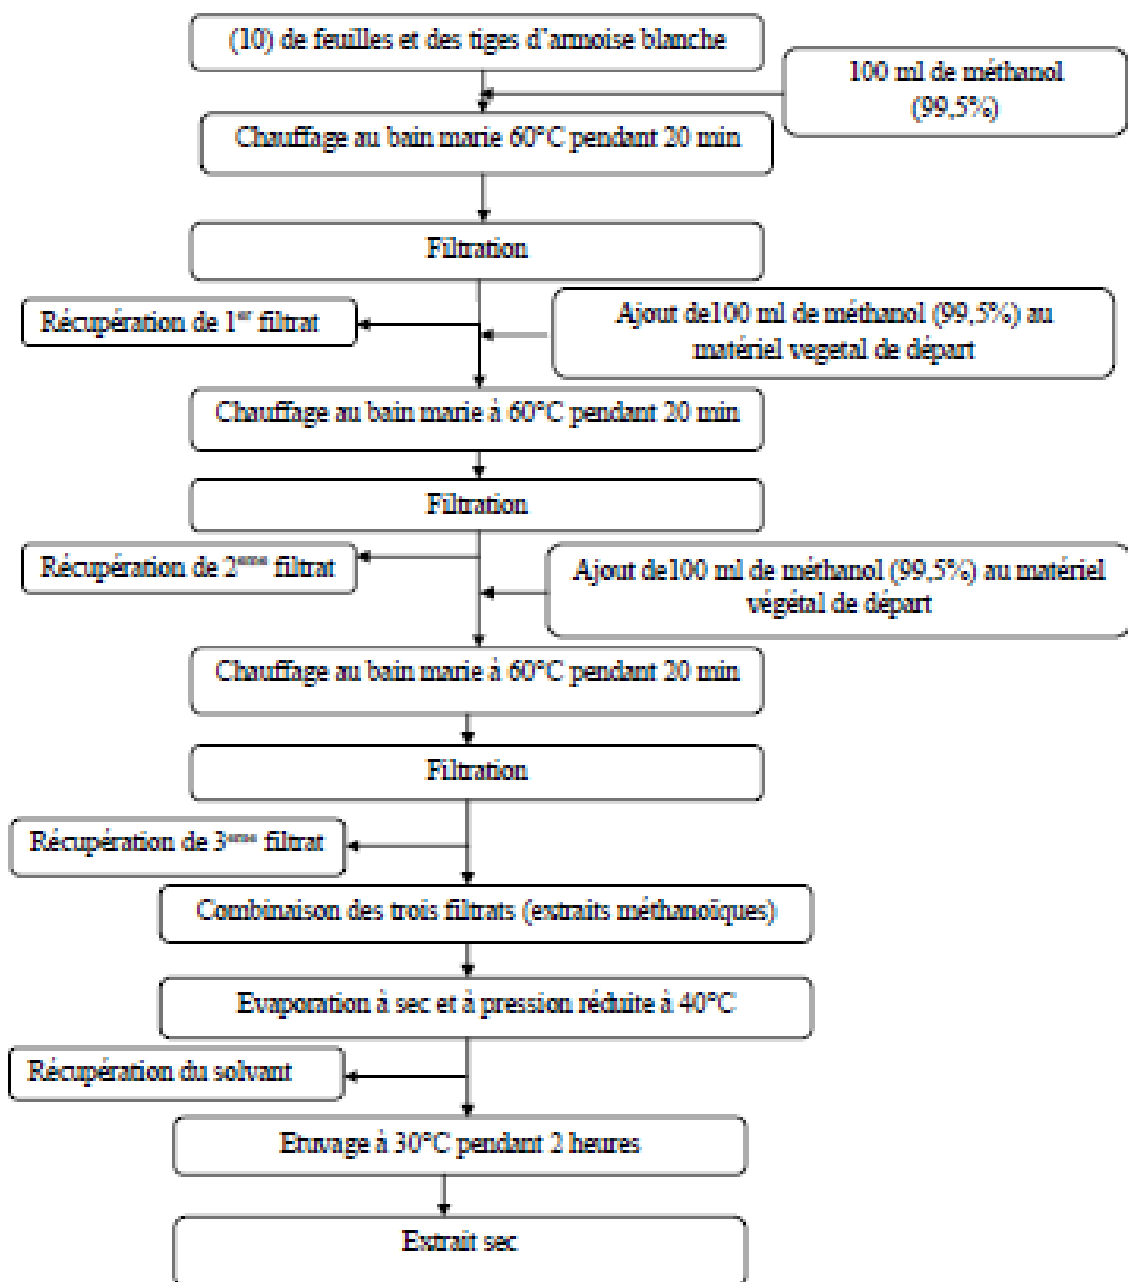 (10) de feuilles et des tiges d'armoise blanche
100 ml de méthanol
(99,5%)
Chauffage au bain marie 60°C pendant 20 min
Filtration
Récupération de 1er filtrat
Ajout de100 ml de méthanol (99,5%) au
matériel vegetal de départ
Chauffage au bain marie à 60°C pendant 20 min
Filtration
Récupération de 2eme filtrat
Ajout de100 ml de méthanol (99,5%) au matériel
végétal de départ
Chauffage au bain marie à 60°C pendant 20 min
Filtration
Récupération de 3eme filtrat
Combinaison des trois filtrats (extraits méthanoïques)
Evaporation à sec et à pression réduite à 40°C
Récupération du solvant
Etuvage à 30°C pendant 2 heures
Extrait sec